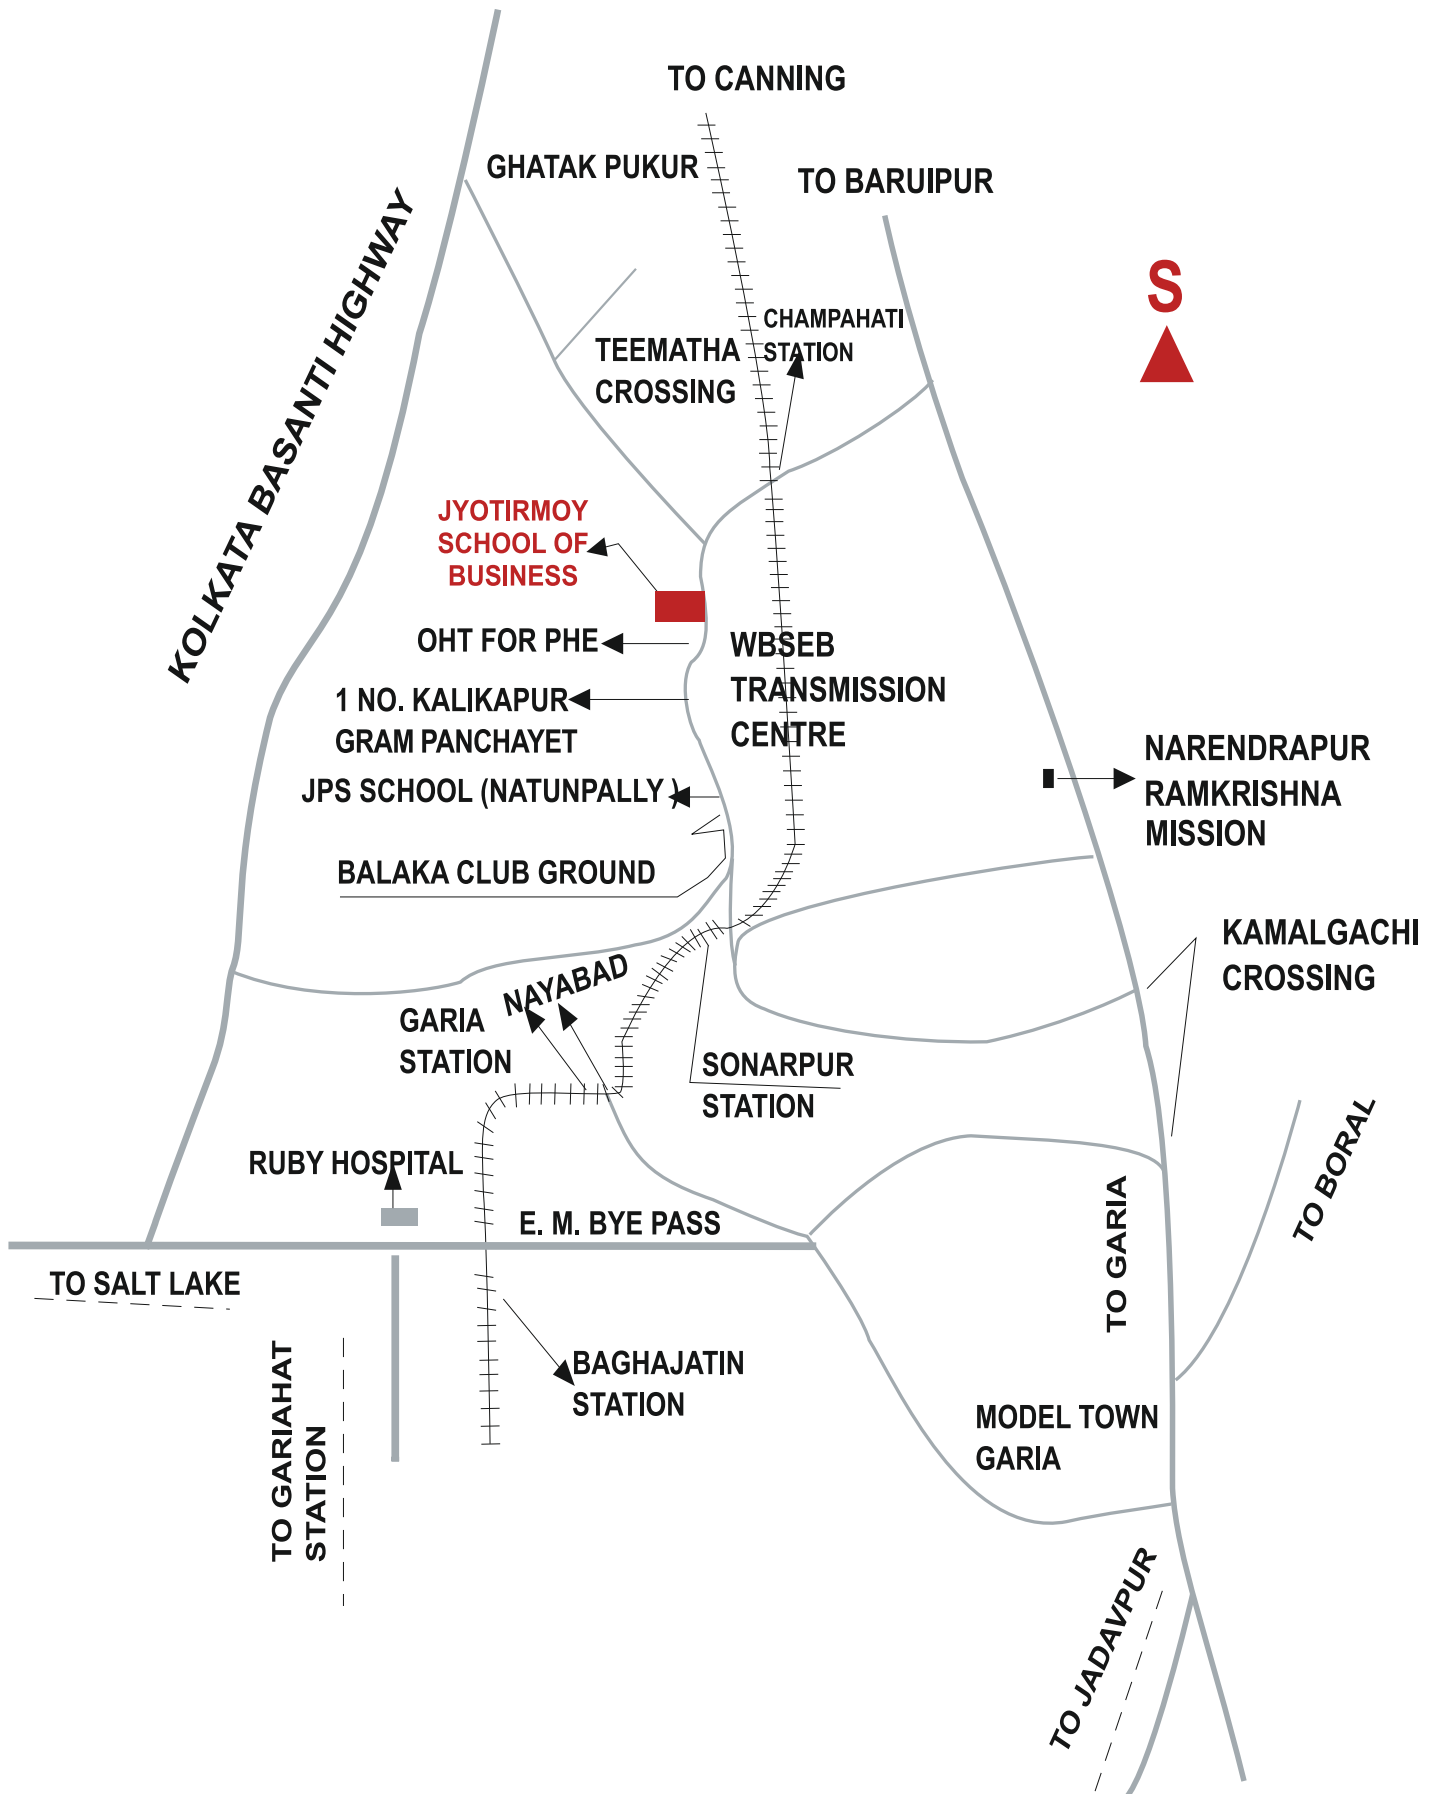 TO CANNING
GHATAK PUKUR
TO BARUIPUR
KOLKATA BASANTI HIGHWAY
S
CHAMPAHATI
STATION
TEEMATHA
CROSSING
JYOTIRMOY
SCHOOL OF
BUSINESS
OHT FOR PHE
WBSEB
TRANSMISSION
CENTRE
1 NO. KALIKAPUR
GRAM PANCHAYET
NARENDRAPUR
RAMKRISHNA
MISSION
JPS SCHOOL (NATUNPALLY )
BALAKA CLUB GROUND
KAMALGACHI
CROSSING
NAYABAD
GARIA
STATION
SONARPUR
STATION
RUBY HOSPITAL
E. M. BYE PASS
TO GARIA
TO BORAL
TO SALT LAKE
TO GARIAHAT
STATION
BAGHAJATIN
STATION
MODEL TOWN
GARIA
TO JADAVPUR